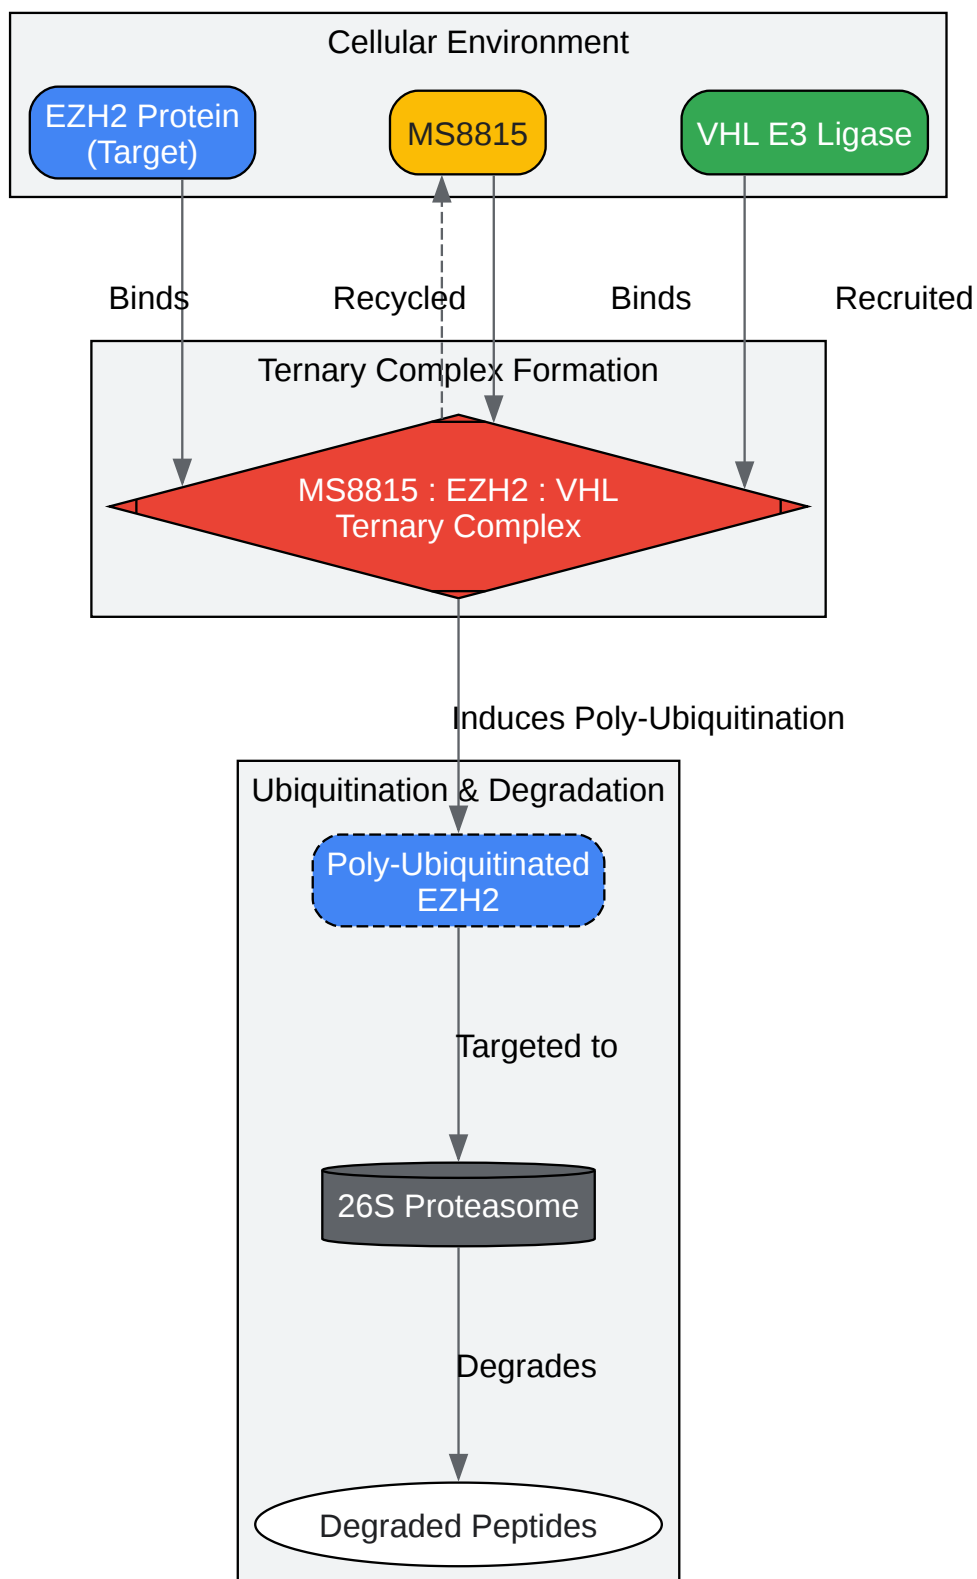 Cellular Environment
EZH2 Protein
(Target)
MS8815
VHL E3 Ligase
Binds
Recycled
Binds
Recruited
Ternary Complex Formation
MS8815 : EZH2 : VHL
Ternary Complex
Induces Poly-Ubiquitination
Ubiquitination & Degradation
Poly-Ubiquitinated
EZH2
Targeted to
26S Proteasome
Degrades
Degraded Peptides